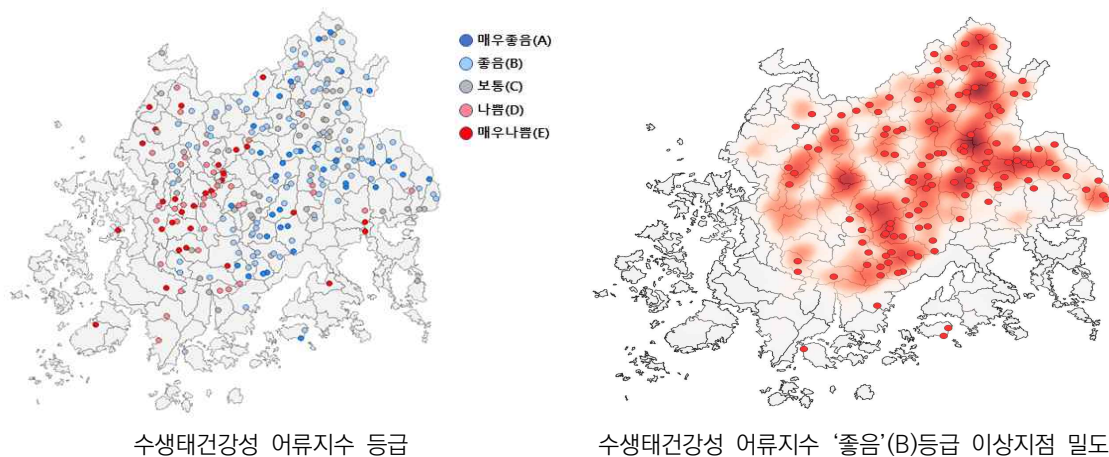 매우좋음(A)
좋음(B)
보통(C)
나쁨(D)
매우나쁨(E)
수생태건강성 어류지수 등급
수생태건강성 어류지수 ‘좋음’(B)등급 이상지점 밀도